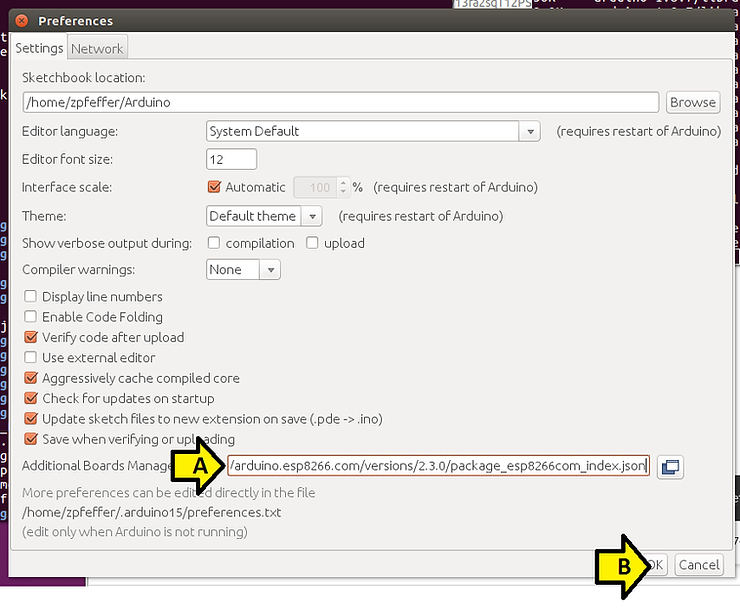 Preferences
Settings Network
Sketchbook location:
/home/zpfeffer/Arduino Browse
Editor language: System Default (requires restart of Arduino)
Editor font size: 12
Interface scale: Automatic 100 % (requires restart of Arduino)
Theme: Default theme (requires restart of Arduino)
Show verbose output during: compilation upload
Compiler warnings: None
Display line numbers
Enable Code Folding
Verify code after upload
Use external editor
Aggressively cache compiled core
Check for updates on startup
Update sketch files to new extension on save (.pde -> .ino)
Save when verifying or uploading
Additional Boards A /arduino.esp8266.com/versions/2.3.0/package_esp8266com_index.json
More preferences can be edited directly in the file
/home/zpfeffer/.arduino15/preferences.txt
(edit only when Arduino is not running)
B OK Cancel